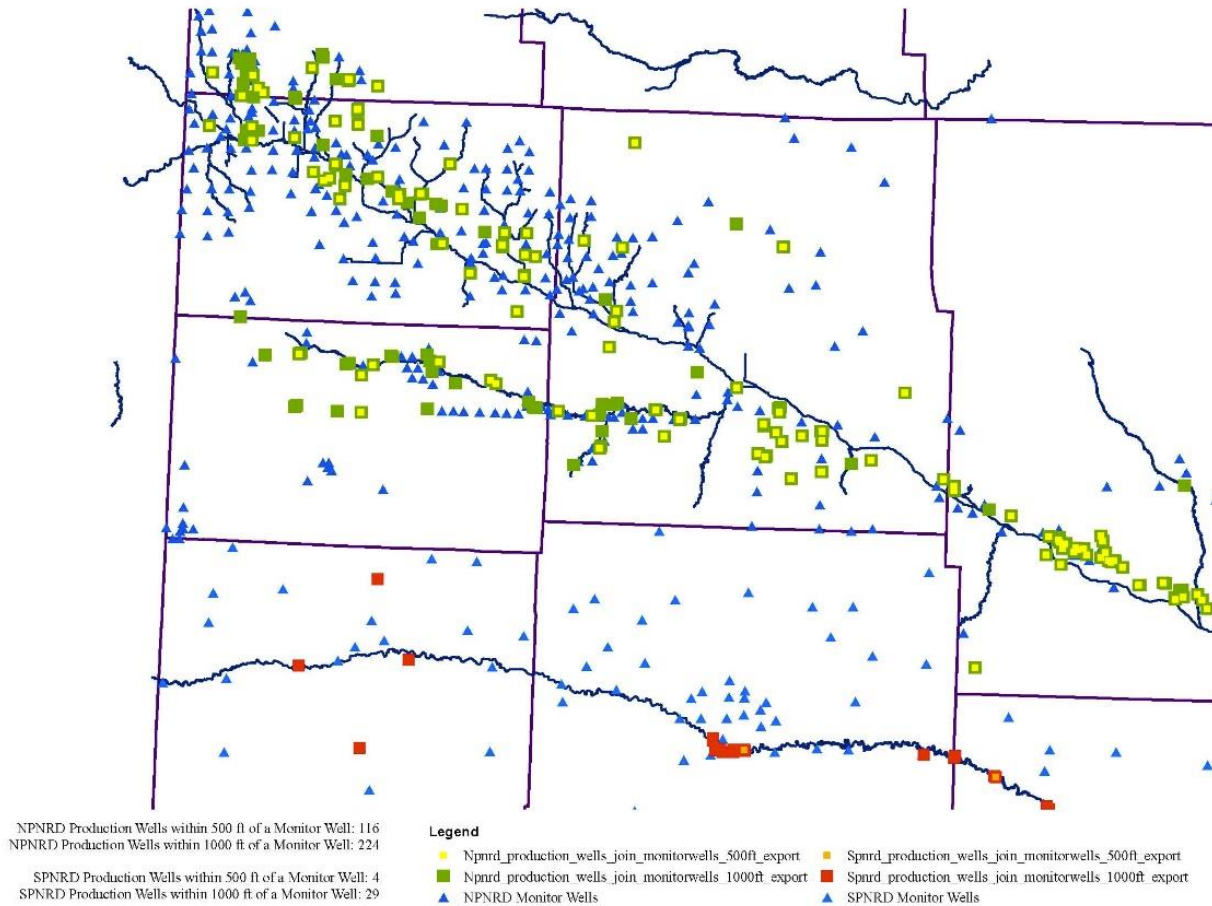 NPNRD Production Wells within 500 ft of a Monitor Well: 116
NPNRD Production Wells within 1000 ft of a Monitor Well: 224
SPNRD Production Wells within 500 ft of a Monitor Well: 4
SPNRD Production Wells within 1000 ft of a Monitor Well: 29
Legend
Npnrd_production_wells_join_monitorwells_500ft_export
Npnrd_production_wells_join_monitorwells_1000ft_export
NPNRD Monitor Wells
Spnrd_production_wells_join_monitorwells_500ft_export
Spnrd_production_wells_join_monitorwells_1000ft_export
SPNRD Monitor Wells